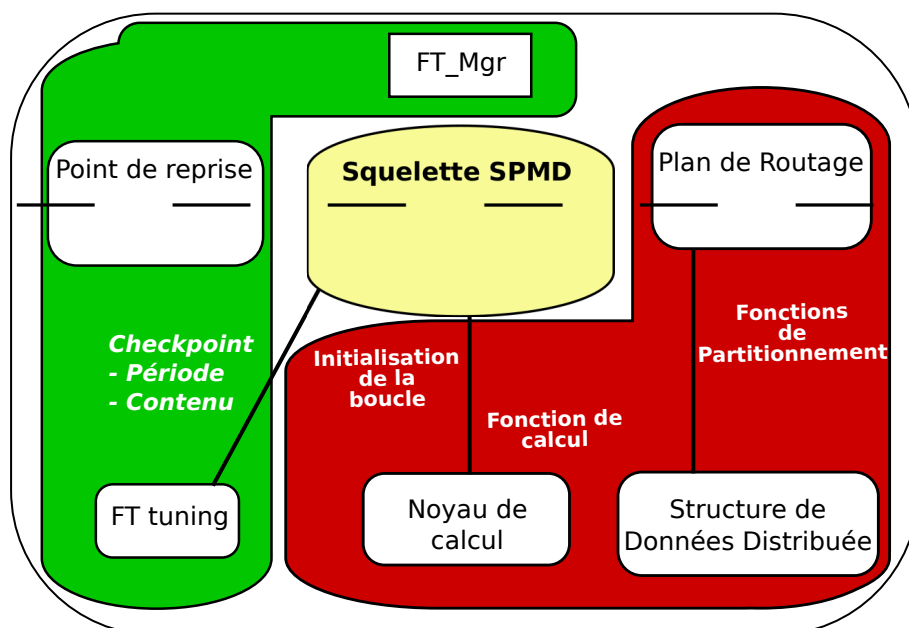 FT_Mgr
Point de reprise
Squelette SPMD
Plan de Routage
Checkpoint
- Période
- Contenu
Initialisation
de la
boucle
Fonction de
calcul
Fonctions
de
Partitionnement
FT tuning
Noyau de
calcul
Structure de
Données Distribuée